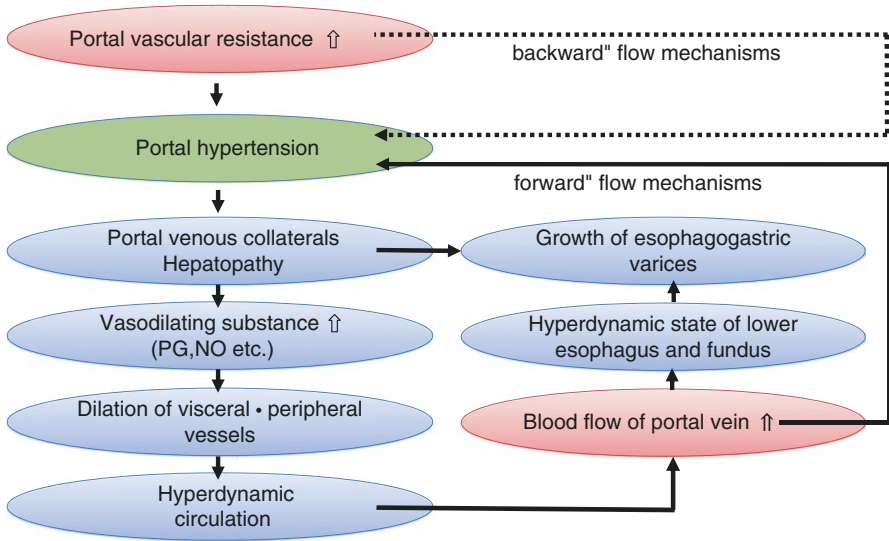 Portal vascular resistance ⇧
backward" flow mechanisms
Portal hypertension
forward" flow mechanisms
Portal venous collaterals
Hepatopathy
Growth of esophagogastric
varices
Vasodilating substance ⇧
(PG,NO etc.)
Hyperdynamic state of lower
esophagus and fundus
Dilation of visceral • peripheral
vessels
Blood flow of portal vein ⇑
Hyperdynamic
circulation